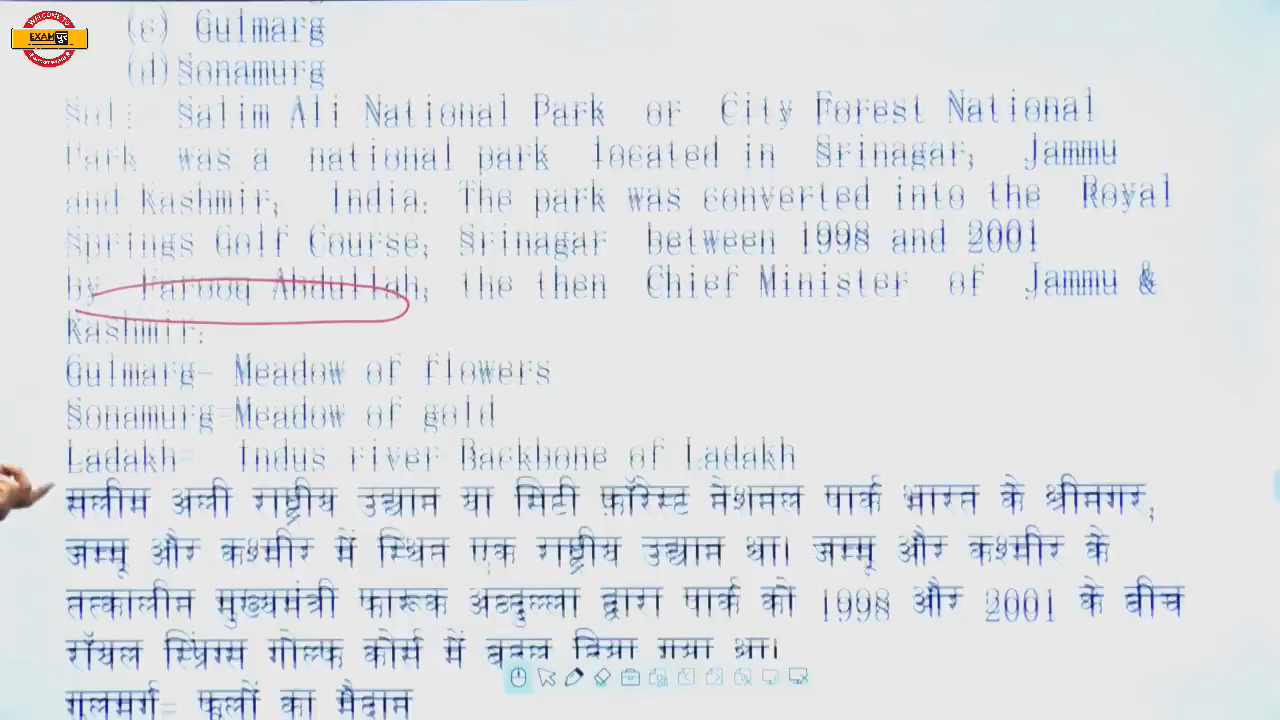 WELCOME TO
EXAM पुर
(c) Gulmarg
(d)Sonamurg
Sol:- Salim Ali National Park or City Forest National
Park was a national park located in Srinagar, Jammu
and Kashmir, India. The park was converted into the Royal
Springs Golf Course, Srinagar between 1998 and 2001
by Farooq Abdullah, the then Chief Minister of Jammu &
Kashmir.
Gulmarg- Meadow of flowers
Sonamurg-Meadow of gold
Ladakh- Indus river Backbone of Ladakh
सलीम अली राष्ट्रीय उद्यान या सिटी फ़ॉरेस्ट नेशनल पार्क भारत के श्रीनगर,
जम्मू और कश्मीर में स्थित एक राष्ट्रीय उद्यान था। जम्मू और कश्मीर के
तत्कालीन मुख्यमंत्री फारूक अब्दुल्ला द्वारा पार्क को 1998 और 2001 के बीच
रॉयल स्प्रिंग्स गोल्फ कोर्स में बदल दिया गया था।
गुलमर्ग- फूलों का मैदान